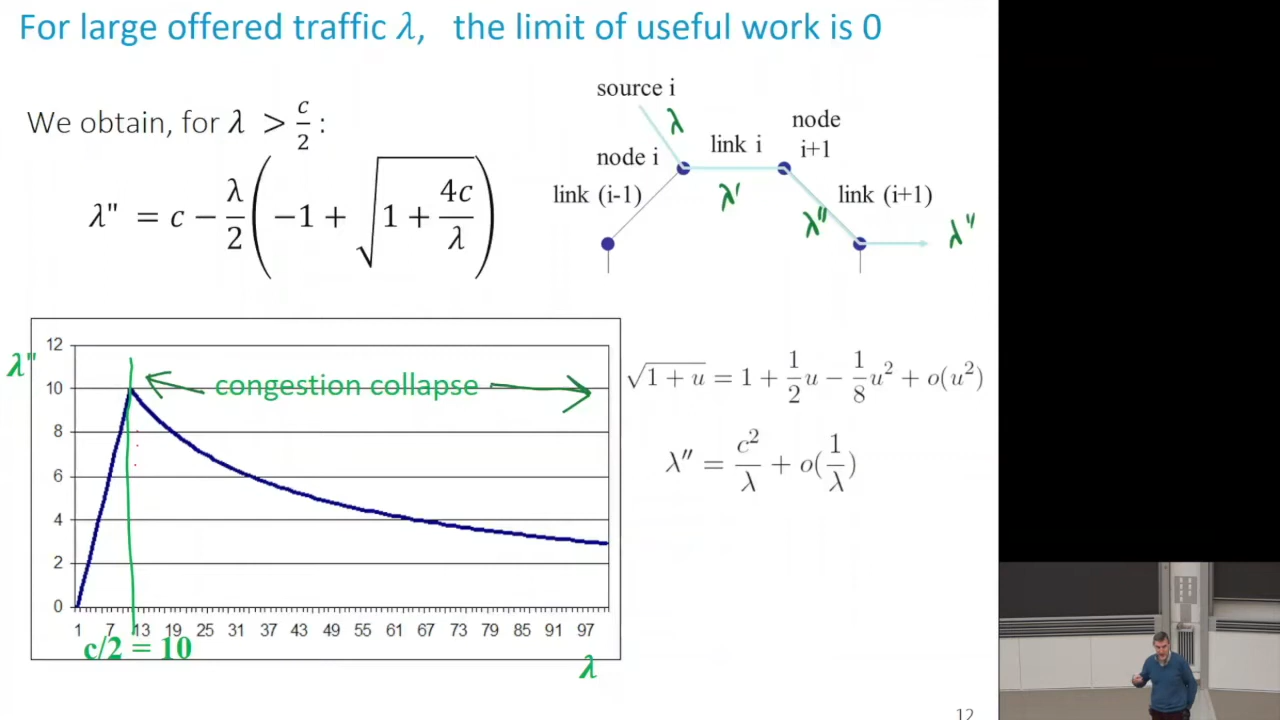 For large offered traffic λ, the limit of useful work is 0
We obtain, for λ > c/2 :
λ" = c − λ/2 (−1 + √(1 + 4c/λ))
source i
λ
node i
link i
node
i+1
link (i-1)
λ'
λ''
link (i+1)
λ''
λ"
12
10
8
6
4
2
0
congestion collapse
1 7 13 19 25 31 37 43 49 55 61 67 73 79 85 91 97
c/2 = 10
λ
√(1 + u) = 1 + 1/2 u − 1/8 u² + o(u²)
λ″ = c²/λ + o(1/λ)
12